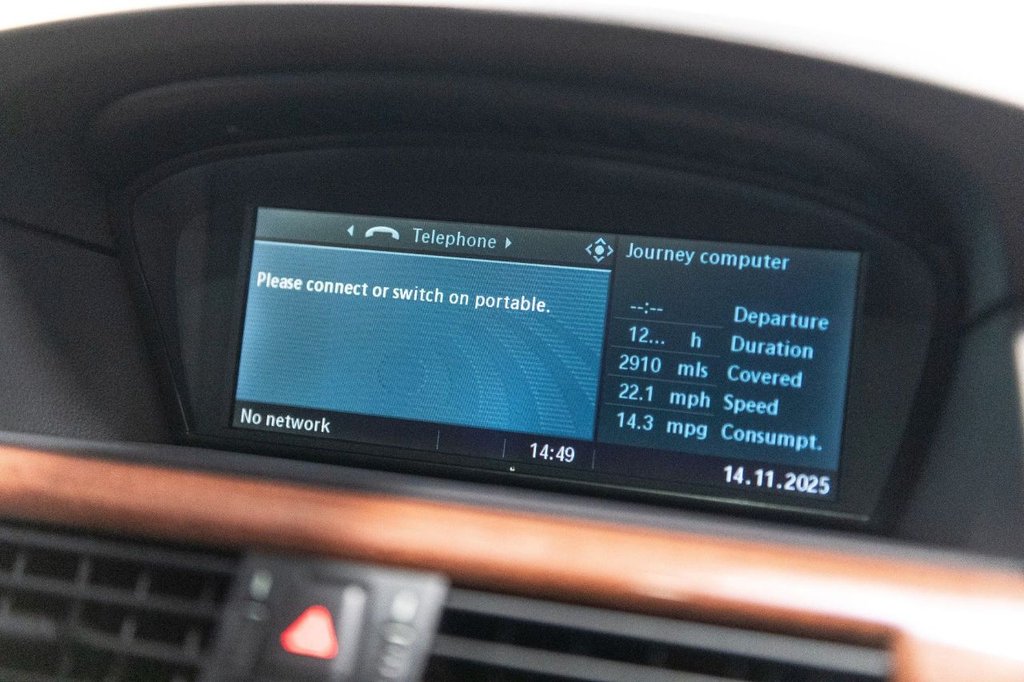 Telephone
Please connect or switch on portable.
No network
14:49
Journey computer
--:-- Departure
12... h Duration
2910 mls Covered
22.1 mph Speed
14.3 mpg Consumpt.
14.11.2025